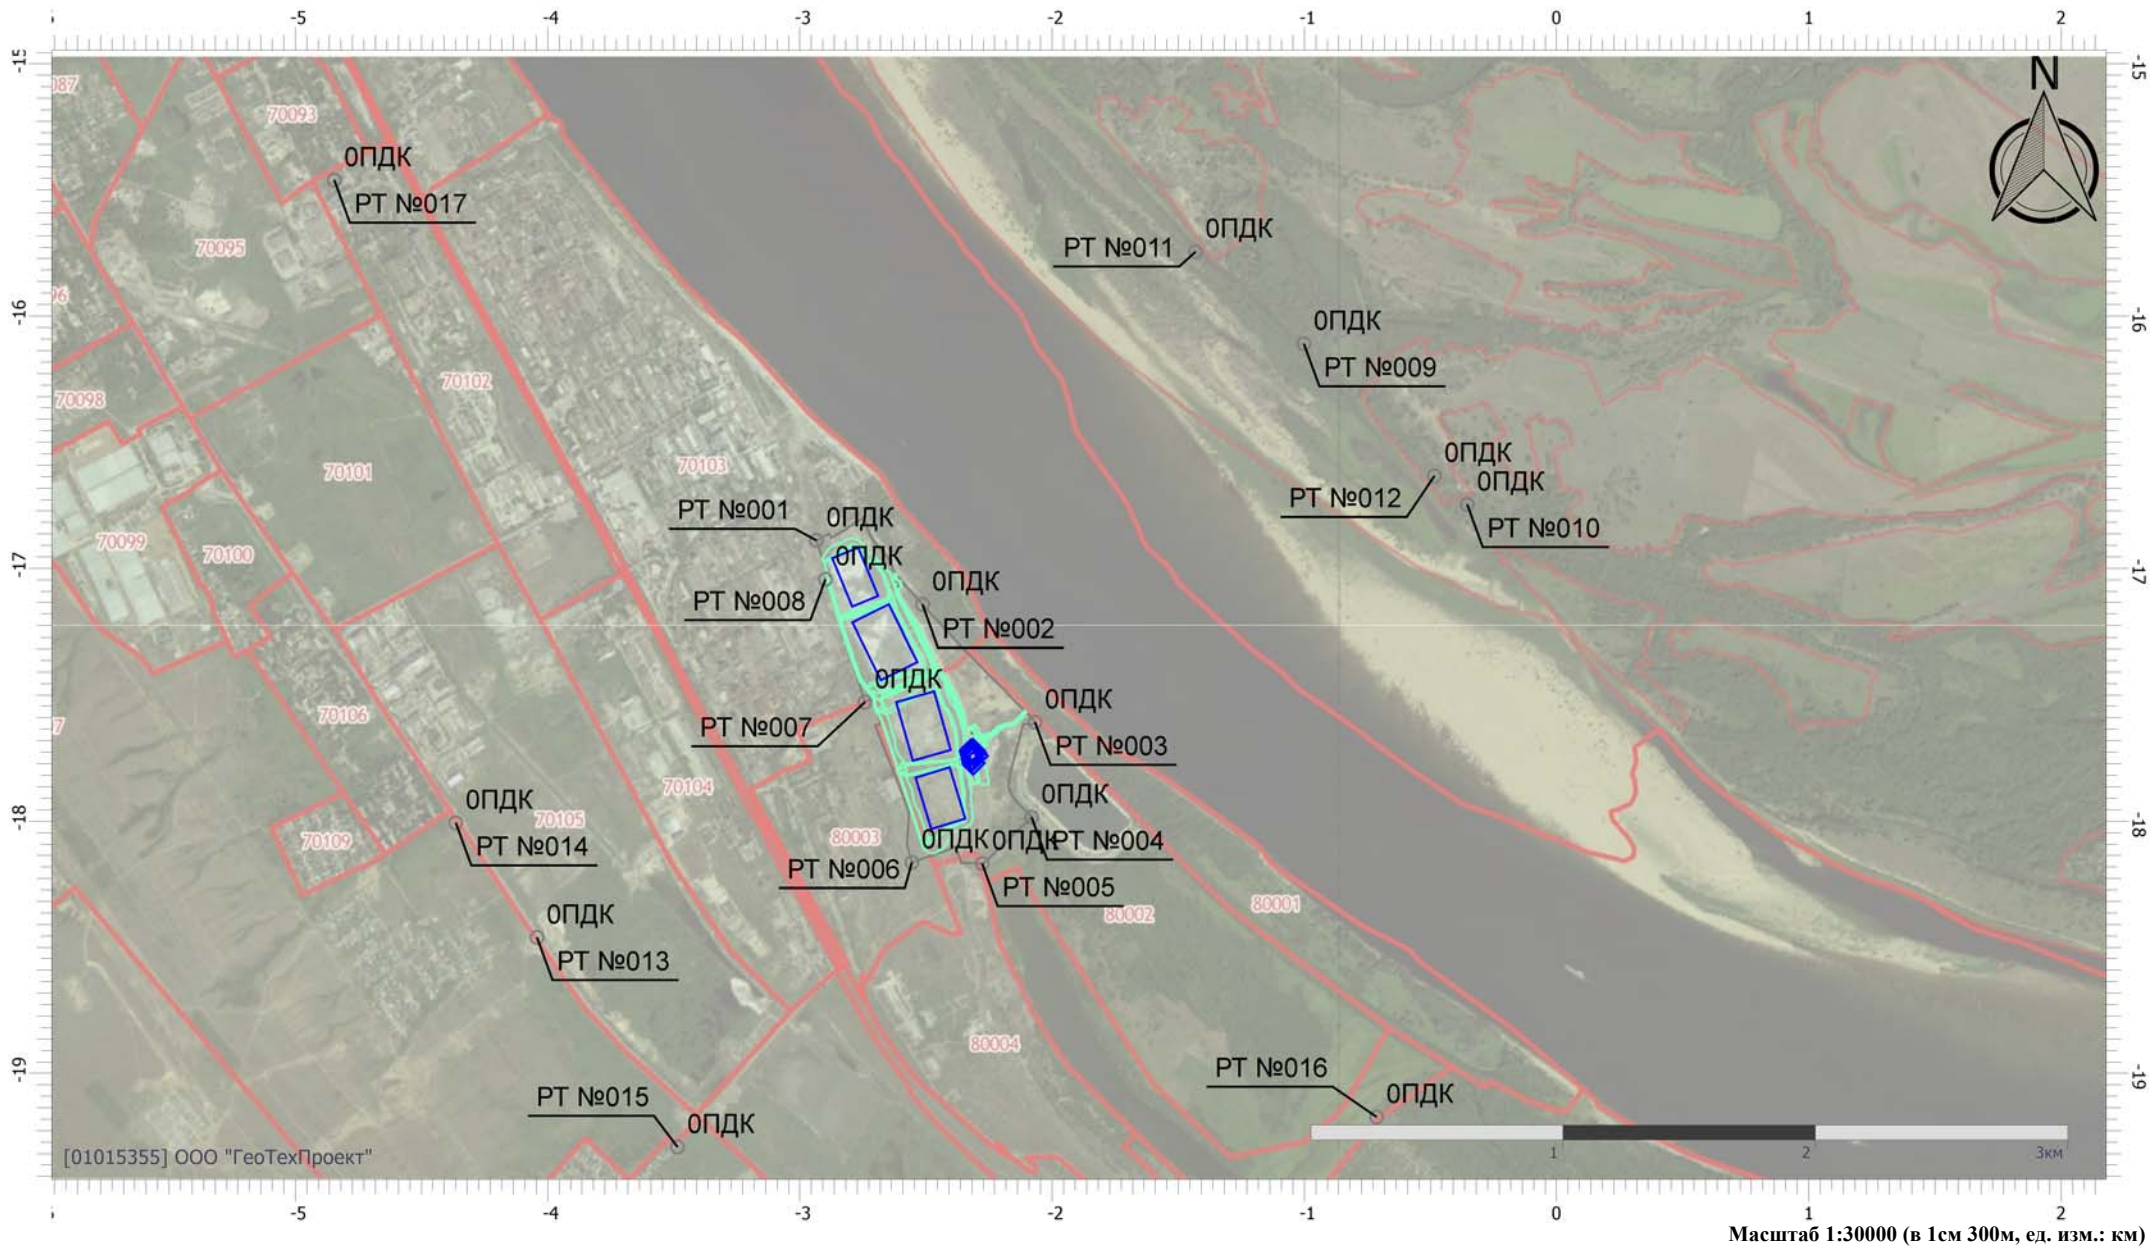 -5 -4 -3 -2 -1 0 1 2
-15 -15
N
087
70093
0ПДК
РТ №017
70095
0ПДК
РТ №011
96
-16 -16
0ПДК
РТ №009
70102
70098
0ПДК
70103
70101
0ПДК
РТ №012
РТ №010
РТ №001
0ПДК
70099
70100
0ПДК
-17 -17
0ПДК
РТ №008
РТ №002
0ПДК
0ПДК
70106
7
РТ №007
РТ №003
70104
0ПДК
0ПДК
70105
-18 -18
70109
80003
0ПДК
0ПДК
РТ №004
РТ №014
РТ №006
РТ №005
80001
80002
0ПДК
РТ №013
80004
РТ №016
-19 -19
0ПДК
РТ №015
0ПДК
[01015355] ООО "ГеоТехПроект"
1 2 3км
-5 -4 -3 -2 -1 0 1 2
Масштаб 1:30000 (в 1см 300м, ед. изм.: км)